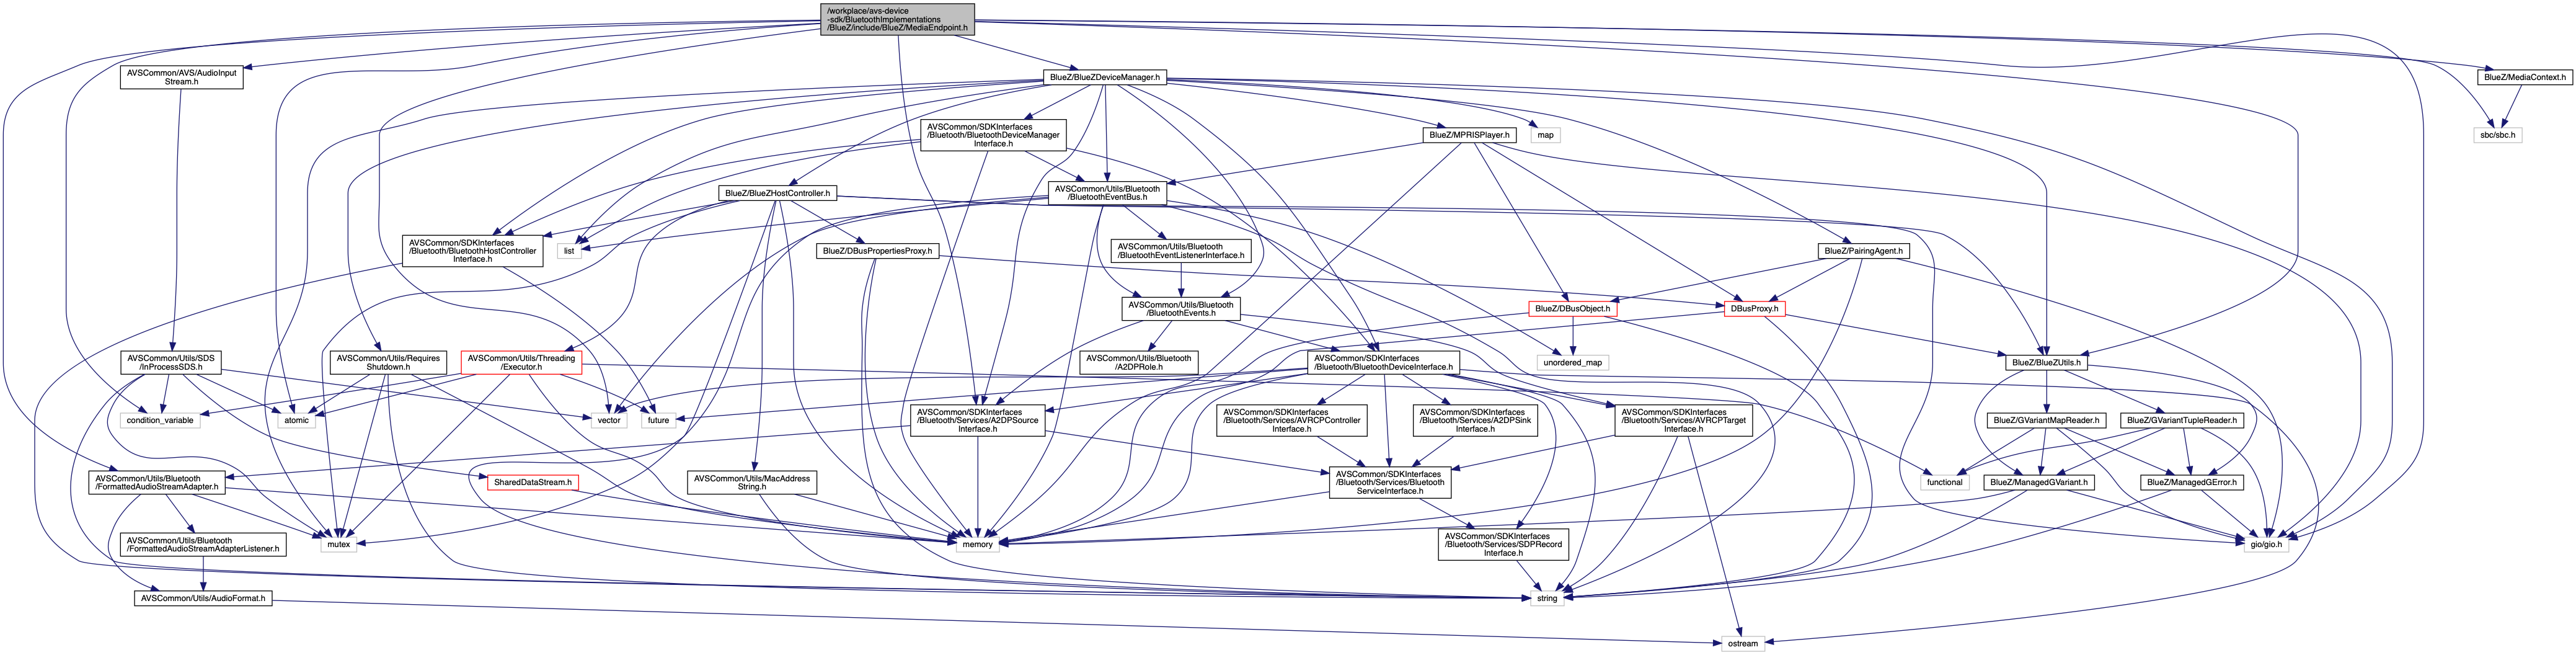 /workplace/avs-device
-sdk/BluetoothImplementations
/BlueZ/include/BlueZ/MediaEndpoint.h
AVSCommon/AVS/AudioInput
Stream.h
BlueZ/BlueZDeviceManager.h
BlueZ/MediaContext.h
AVSCommon/SDKInterfaces
/Bluetooth/BluetoothDeviceManager
Interface.h
BlueZ/MPRISPlayer.h
map
sbc/sbc.h
BlueZ/BlueZHostController.h
AVSCommon/Utils/Bluetooth
/BluetoothEventBus.h
AVSCommon/SDKInterfaces
/Bluetooth/BluetoothHostController
Interface.h
list
BlueZ/DBusPropertiesProxy.h
AVSCommon/Utils/Bluetooth
/BluetoothEventListenerInterface.h
BlueZ/PairingAgent.h
AVSCommon/Utils/Bluetooth
/BluetoothEvents.h
BlueZ/DBusObject.h
DBusProxy.h
AVSCommon/Utils/SDS
/InProcessSDS.h
AVSCommon/Utils/Requires
Shutdown.h
AVSCommon/Utils/Threading
/Executor.h
AVSCommon/Utils/Bluetooth
/A2DPRole.h
AVSCommon/SDKInterfaces
/Bluetooth/BluetoothDeviceInterface.h
unordered_map
BlueZ/BlueZUtils.h
condition_variable
atomic
vector
future
AVSCommon/SDKInterfaces
/Bluetooth/Services/A2DPSource
Interface.h
AVSCommon/SDKInterfaces
/Bluetooth/Services/AVRCPController
Interface.h
AVSCommon/SDKInterfaces
/Bluetooth/Services/A2DPSink
Interface.h
AVSCommon/SDKInterfaces
/Bluetooth/Services/AVRCPTarget
Interface.h
BlueZ/GVariantMapReader.h
BlueZ/GVariantTupleReader.h
AVSCommon/Utils/Bluetooth
/FormattedAudioStreamAdapter.h
SharedDataStream.h
AVSCommon/Utils/MacAddress
String.h
AVSCommon/SDKInterfaces
/Bluetooth/Services/Bluetooth
ServiceInterface.h
functional
BlueZ/ManagedGVariant.h
BlueZ/ManagedGError.h
AVSCommon/Utils/Bluetooth
/FormattedAudioStreamAdapterListener.h
mutex
memory
AVSCommon/SDKInterfaces
/Bluetooth/Services/SDPRecord
Interface.h
gio/gio.h
AVSCommon/Utils/AudioFormat.h
string
ostream